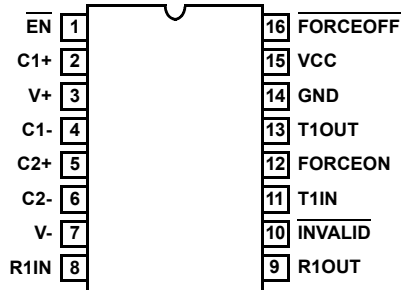 EN 1 16 FORCEOFF
C1+ 2 15 VCC
V+ 3 14 GND
C1- 4 13 T1OUT
C2+ 5 12 FORCEON
C2- 6 11 T1IN
V- 7 10 INVALID
R1IN 8 9 R1OUT